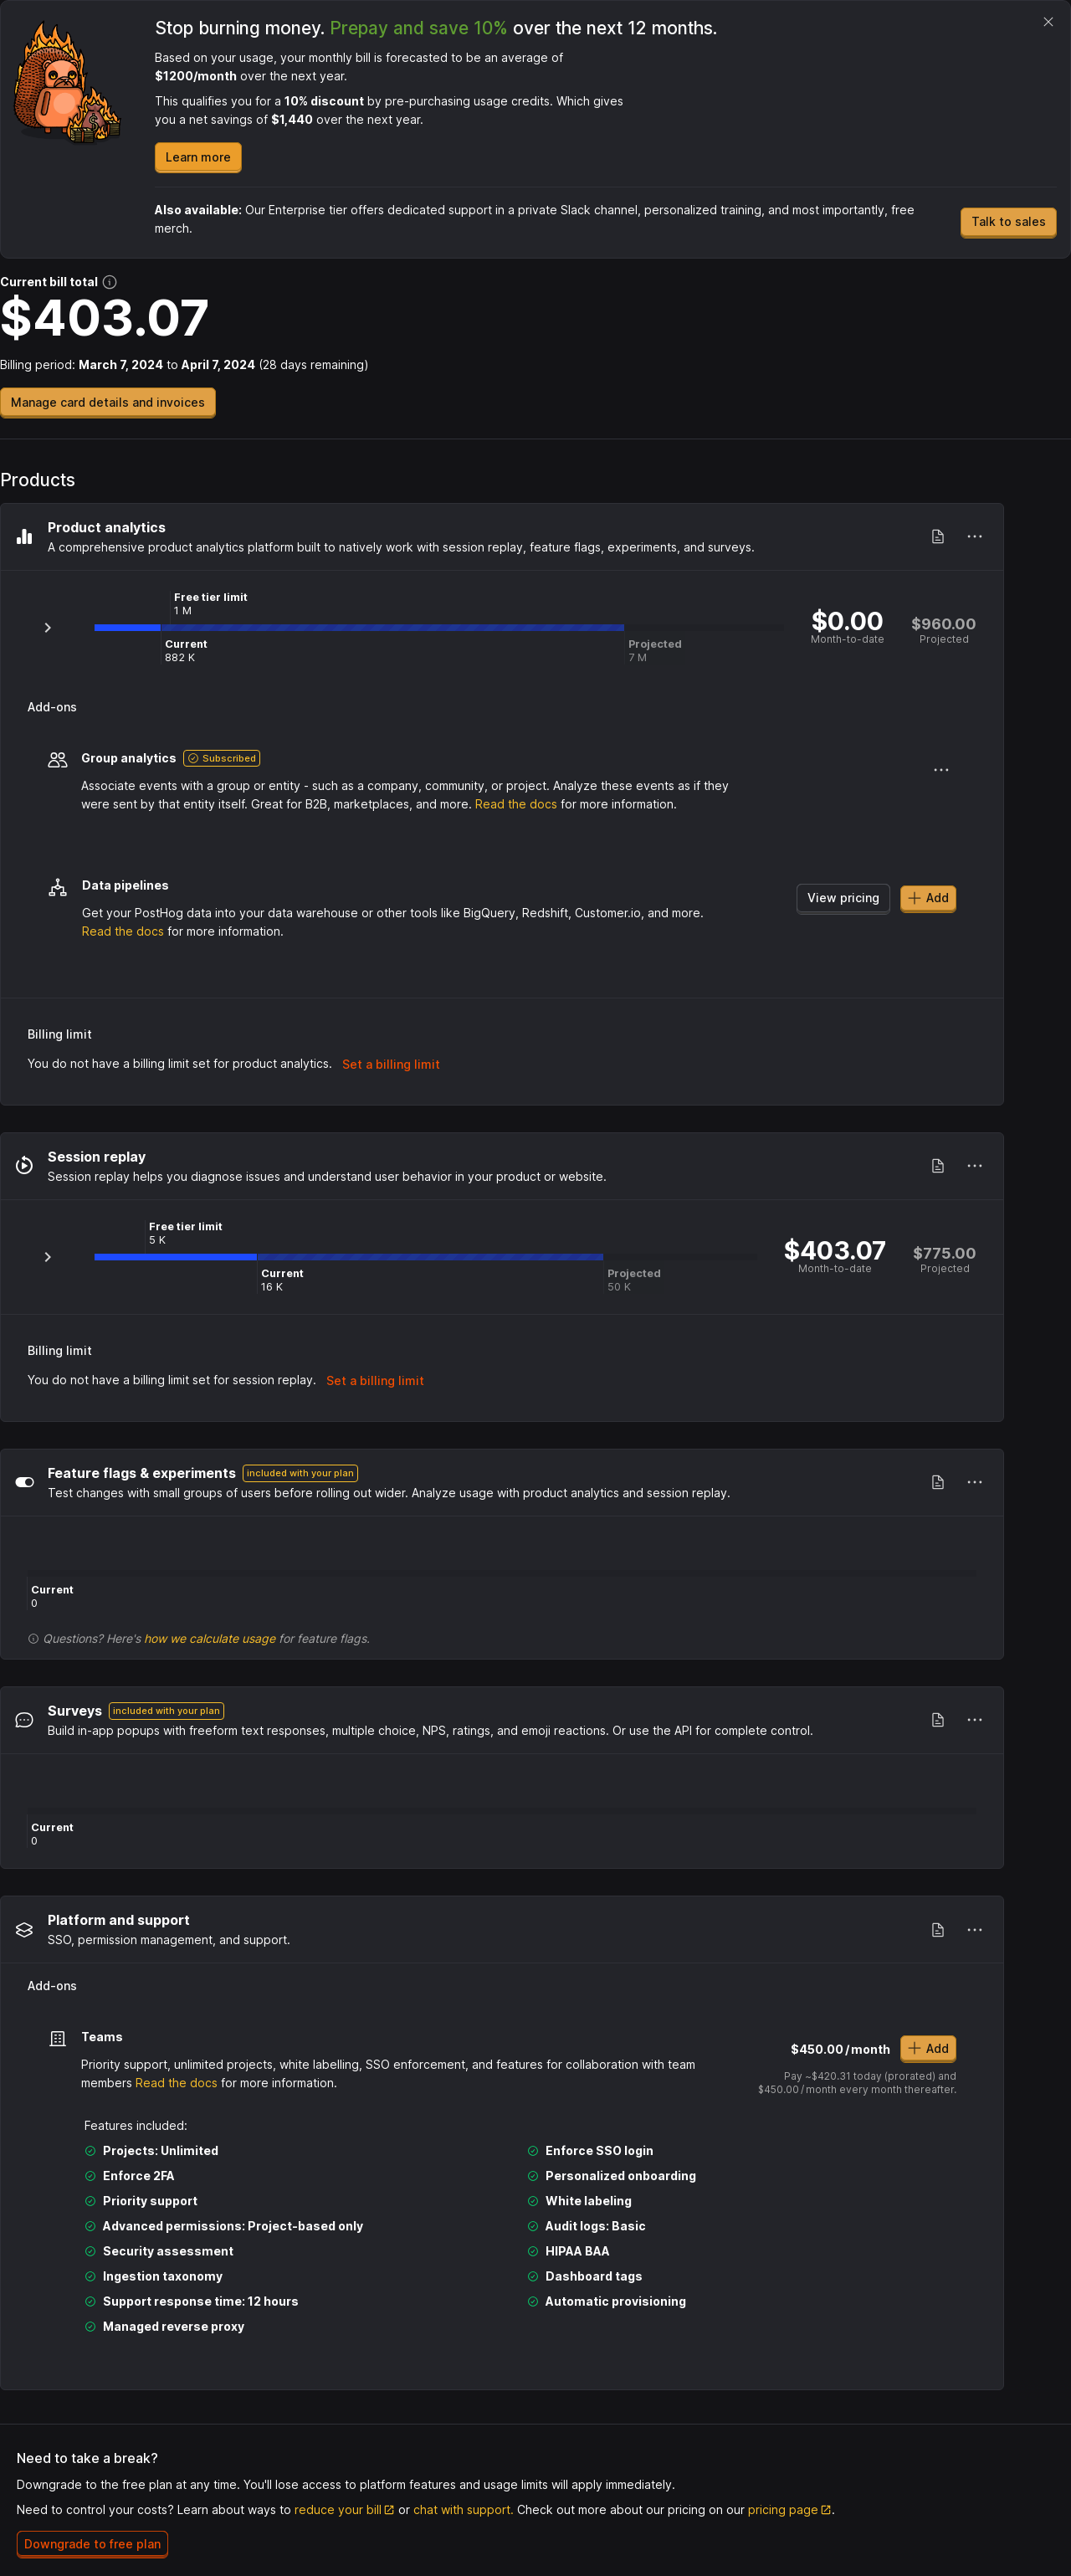 Stop burning money. Prepay and save 10% over the next 12 months.
Based on your usage, your monthly bill is forecasted to be an average of
$1200/month over the next year.
This qualifies you for a 10% discount by pre-purchasing usage credits. Which gives
you a net savings of $1,440 over the next year.
Learn more
Also available: Our Enterprise tier offers dedicated support in a private Slack channel, personalized training, and most importantly, free
merch.
Talk to sales
Current bill total
$403.07
Billing period: March 7, 2024 to April 7, 2024 (28 days remaining)
Manage card details and invoices
Products
Product analytics
A comprehensive product analytics platform built to natively work with session replay, feature flags, experiments, and surveys.
Free tier limit
1 M
Current
882 K
Projected
7 M
$0.00
Month-to-date
$960.00
Projected
Add-ons
Group analytics Subscribed
Associate events with a group or entity - such as a company, community, or project. Analyze these events as if they
were sent by that entity itself. Great for B2B, marketplaces, and more. Read the docs for more information.
Data pipelines
Get your PostHog data into your data warehouse or other tools like BigQuery, Redshift, Customer.io, and more.
Read the docs for more information.
View pricing
Add
Billing limit
You do not have a billing limit set for product analytics. Set a billing limit
Session replay
Session replay helps you diagnose issues and understand user behavior in your product or website.
Free tier limit
5 K
Current
16 K
Projected
50 K
$403.07
Month-to-date
$775.00
Projected
Billing limit
You do not have a billing limit set for session replay. Set a billing limit
Feature flags & experiments included with your plan
Test changes with small groups of users before rolling out wider. Analyze usage with product analytics and session replay.
Current
0
Questions? Here's how we calculate usage for feature flags.
Surveys included with your plan
Build in-app popups with freeform text responses, multiple choice, NPS, ratings, and emoji reactions. Or use the API for complete control.
Current
0
Platform and support
SSO, permission management, and support.
Add-ons
Teams
Priority support, unlimited projects, white labelling, SSO enforcement, and features for collaboration with team
members Read the docs for more information.
$450.00/month
Add
Pay ~$420.31 today (prorated) and
$450.00/month every month thereafter.
Features included:
Projects: Unlimited
Enforce SSO login
Enforce 2FA
Personalized onboarding
Priority support
White labeling
Advanced permissions: Project-based only
Audit logs: Basic
Security assessment
HIPAA BAA
Ingestion taxonomy
Dashboard tags
Support response time: 12 hours
Automatic provisioning
Managed reverse proxy
Need to take a break?
Downgrade to the free plan at any time. You'll lose access to platform features and usage limits will apply immediately.
Need to control your costs? Learn about ways to reduce your bill or chat with support. Check out more about our pricing on our pricing page.
Downgrade to free plan